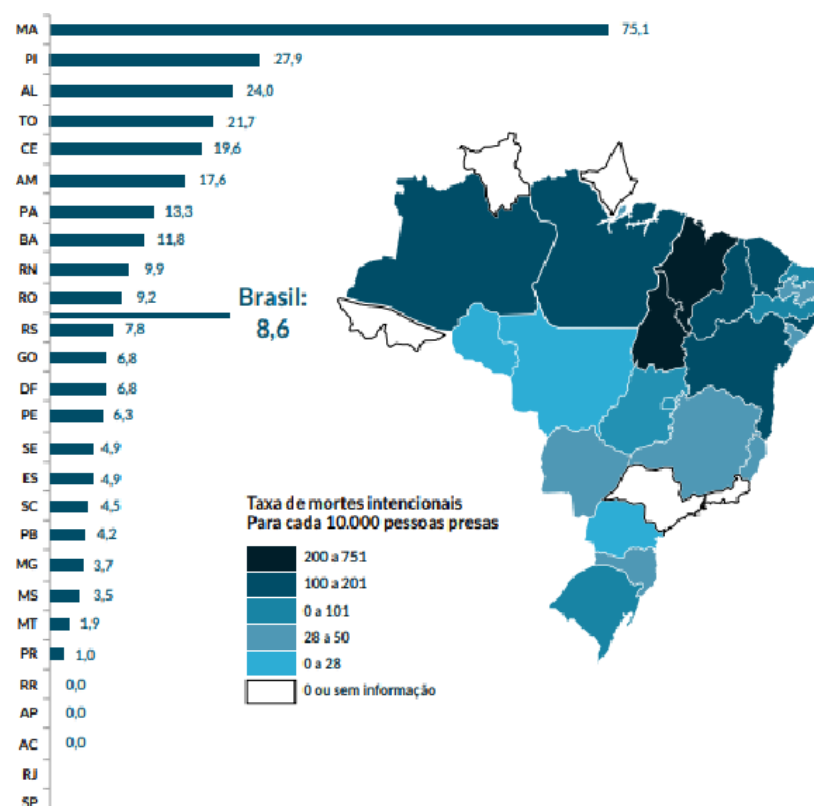 MA 75,1
PI 27,9
AL 24,0
TO 21,7
CE 19,6
AM 17,6
PA 13,3
BA 11,8
RN 9,9
RO 9,2
Brasil:
8,6
RS 7,8
GO 6,8
DF 6,8
PE 6,3
SE 4,9
ES 4,9
SC 4,5
PB 4,2
MG 3,7
MS 3,5
MT 1,9
PR 1,0
RR 0,0
AP 0,0
AC 0,0
RJ
SP
Taxa de mortes intencionais
Para cada 10.000 pessoas presas
200 a 751
100 a 201
0 a 101
28 a 50
0 a 28
0 ou sem informação